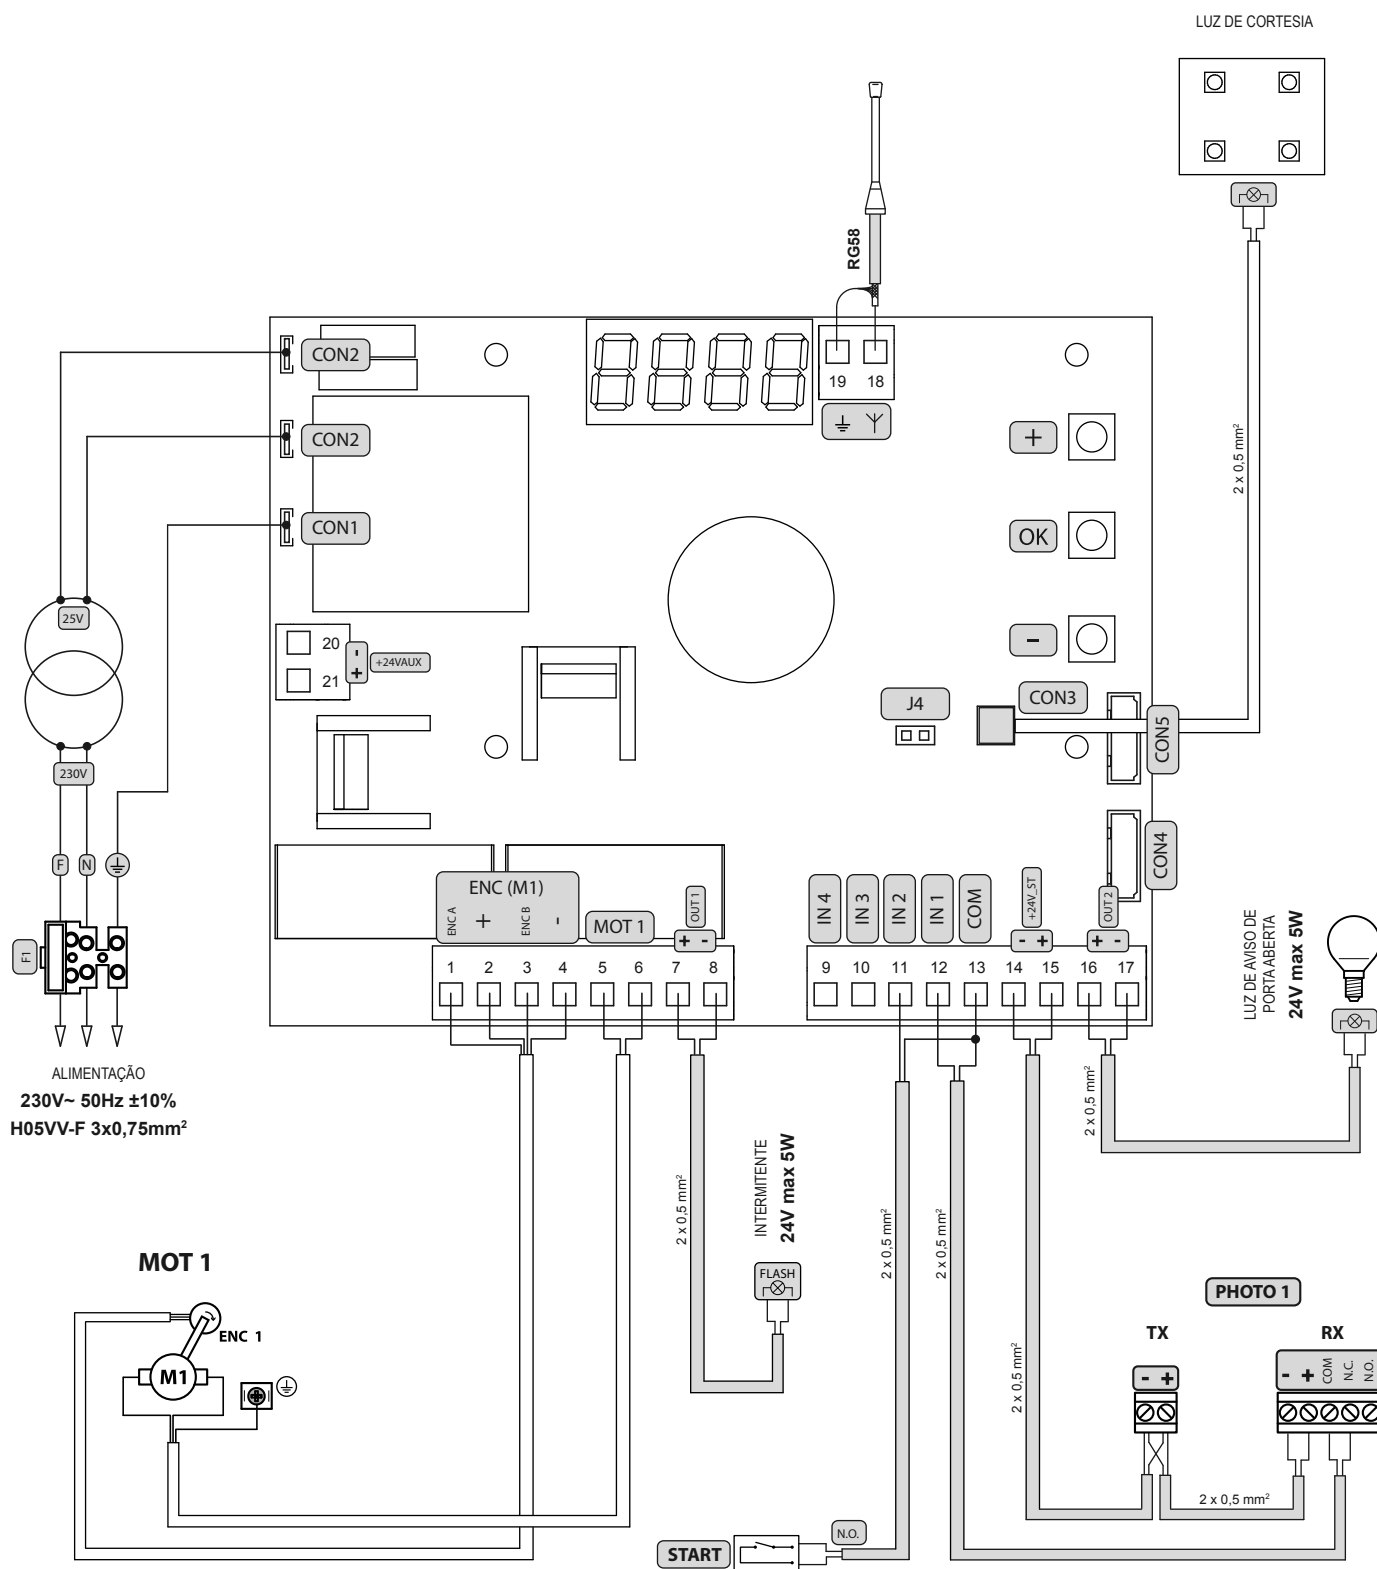 LUZ DE CORTESIA
RG58
2 x 0,5 mm²
CON2
19 18
CON2
+
CON1
OK
25V
-
20
-
+
+24VAUX
21
CON3
J4
CON5
230V
CON4
F N
ENC (M1)
ENC A
+
ENC B
-
MOT 1
OUT 1
+ -
IN 4
IN 3
IN 2
IN 1
COM
+24V_ST
- +
OUT 2
+ -
F1
1 2 3 4 5 6 7 8
9 10 11 12 13 14 15 16 17
LUZ DE AVISO DE
PORTA ABERTA
24V max 5W
ALIMENTAÇÃO
230V~ 50Hz ±10%
H05VV-F 3x0,75mm²
2 x 0,5 mm²
INTERMITENTE
24V max 5W
2 x 0,5 mm²
2 x 0,5 mm²
2 x 0,5 mm²
FLASH
MOT 1
ENC 1
M1
PHOTO 1
TX
RX
2 x 0,5 mm²
- +
- +
COM
N.C.
N.O.
2 x 0,5 mm²
START
N.O.